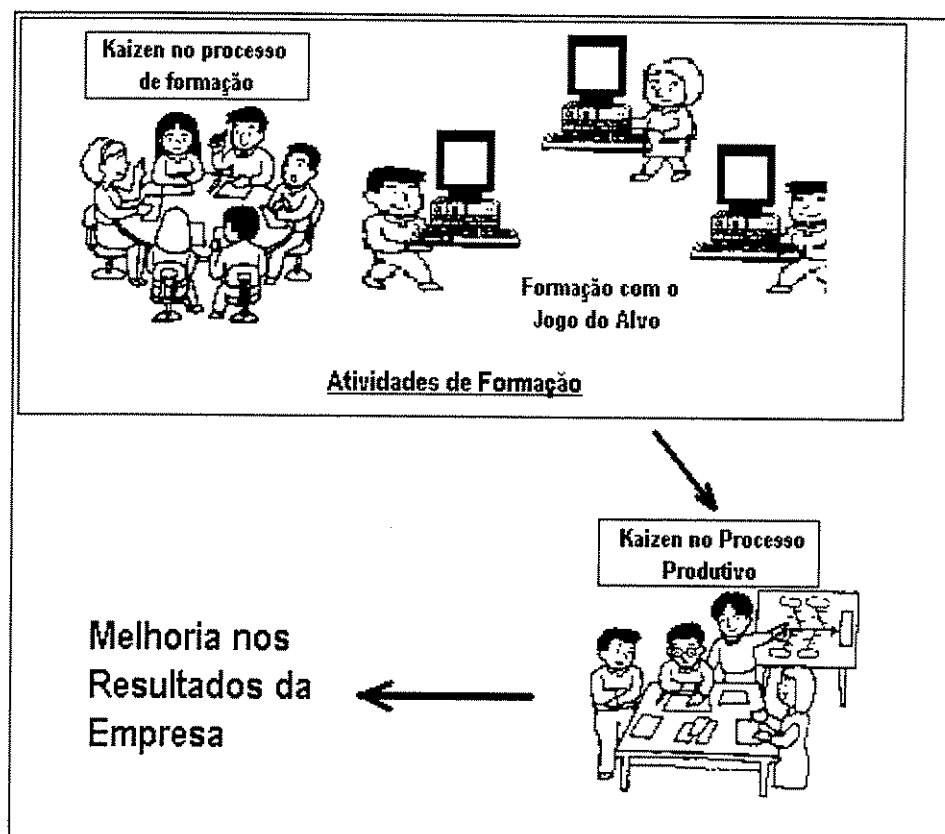 Kaizen no processo
de formação
Formação com o
Jogo do Alvo
Atividades de Formação
Kaizen no Processo
Produtivo
Melhoria nos
Resultados da
Empresa